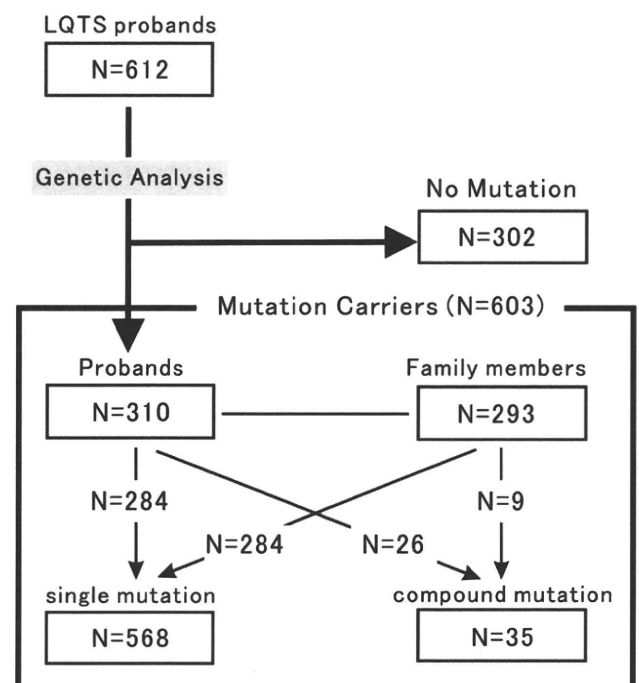 LQTS probands
N=612
Genetic Analysis
No Mutation
N=302
Mutation Carriers (N=603)
Probands
Family members
N=310
N=293
N=284
N=9
N=284
N=26
single mutation
compound mutation
N=568
N=35